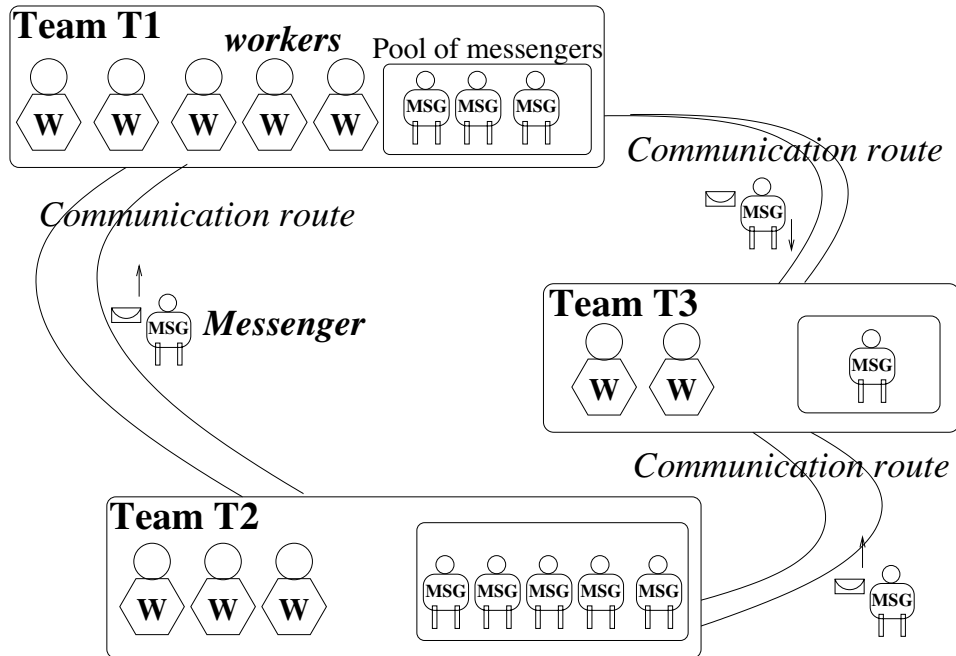 Team T1
workers
Pool of messengers
W W W W W
MSG MSG MSG
Communication route
Communication route
MSG
MSG
Messenger
Team T3
W W
MSG
Communication route
Team T2
W W W
MSG MSG MSG MSG MSG
MSG